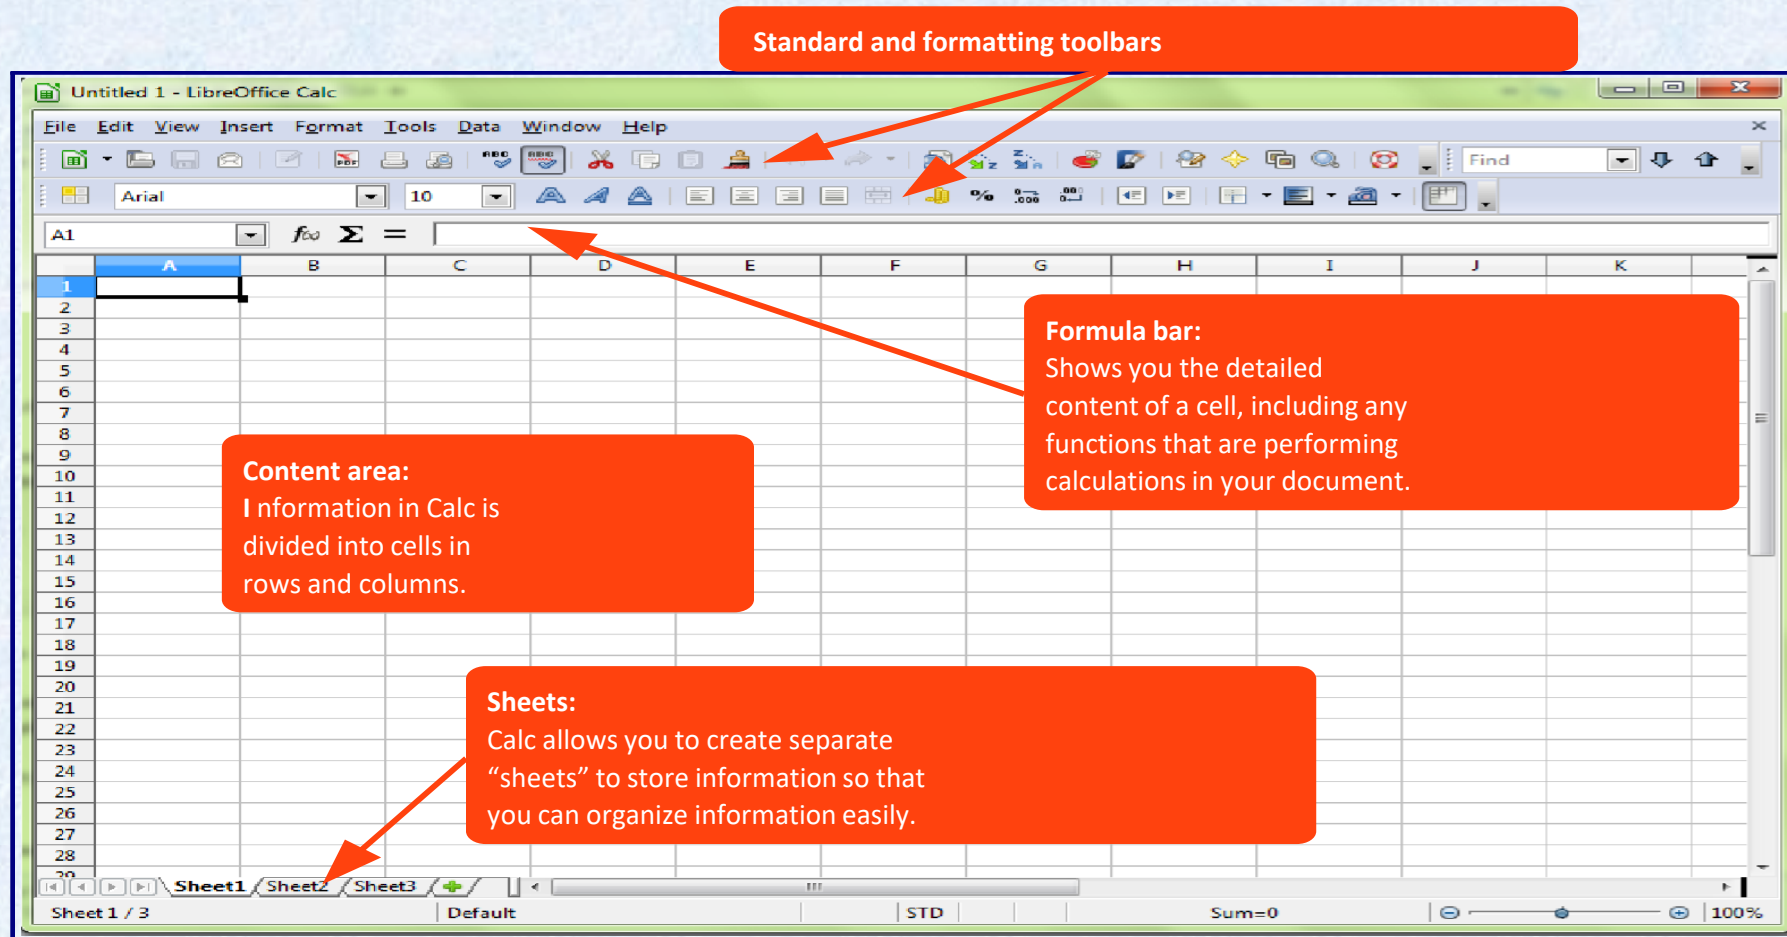 Standard and formatting toolbars
Untitled 1 - LibreOffice Calc
File Edit View Insert Format Tools Data Window Help
Find
Arial 10
A1
A B C D E F G H I J K
1
2
3
4
5
6
7
8
9
10
11
12
13
14
15
16
17
18
19
20
21
22
23
24
25
26
27
28
29
Formula bar:
Shows you the detailed
content of a cell, including any
functions that are performing
calculations in your document.
Content area:
I nformation in Calc is
divided into cells in
rows and columns.
Sheets:
Calc allows you to create separate
“sheets” to store information so that
you can organize information easily.
Sheet1 Sheet2 Sheet3
Sheet 1 / 3 Default STD Sum=0 100%